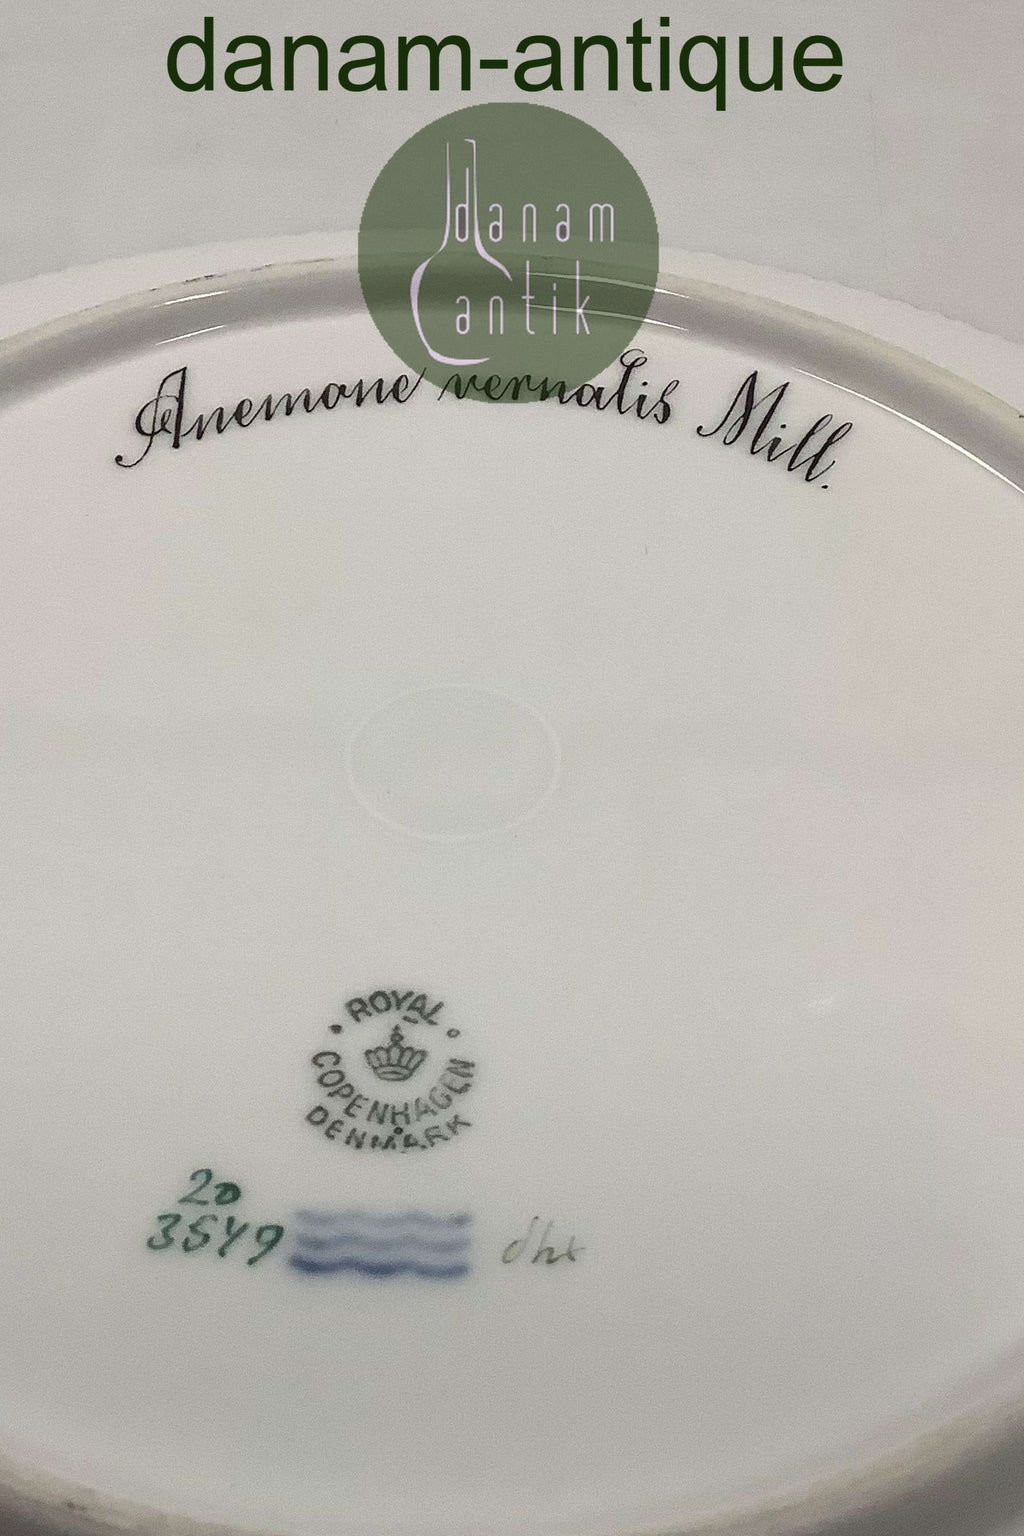 danam-antique
danam
antik
Anemone vernalis Mill.
ROYAL
COPENHAGEN
DENMARK
20
3549